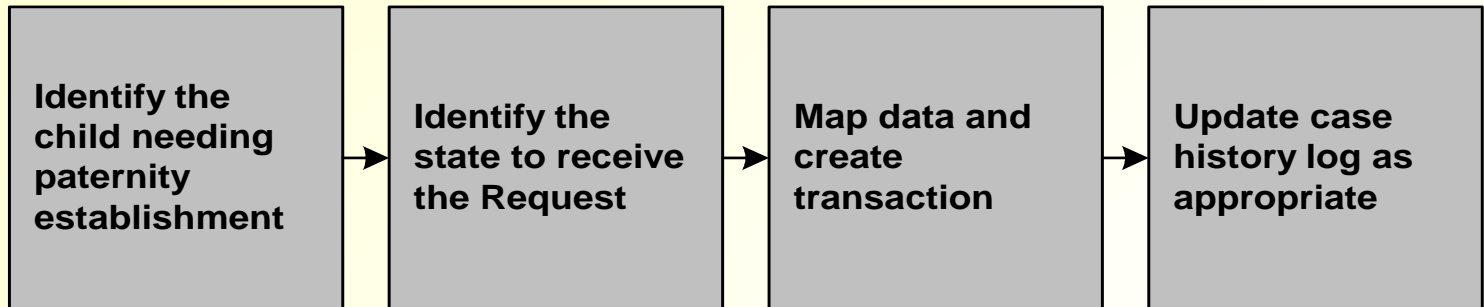 Identify the
child needing
paternity
establishment
Identify the
state to receive
the Request
Map data and
create
transaction
Update case
history log as
appropriate